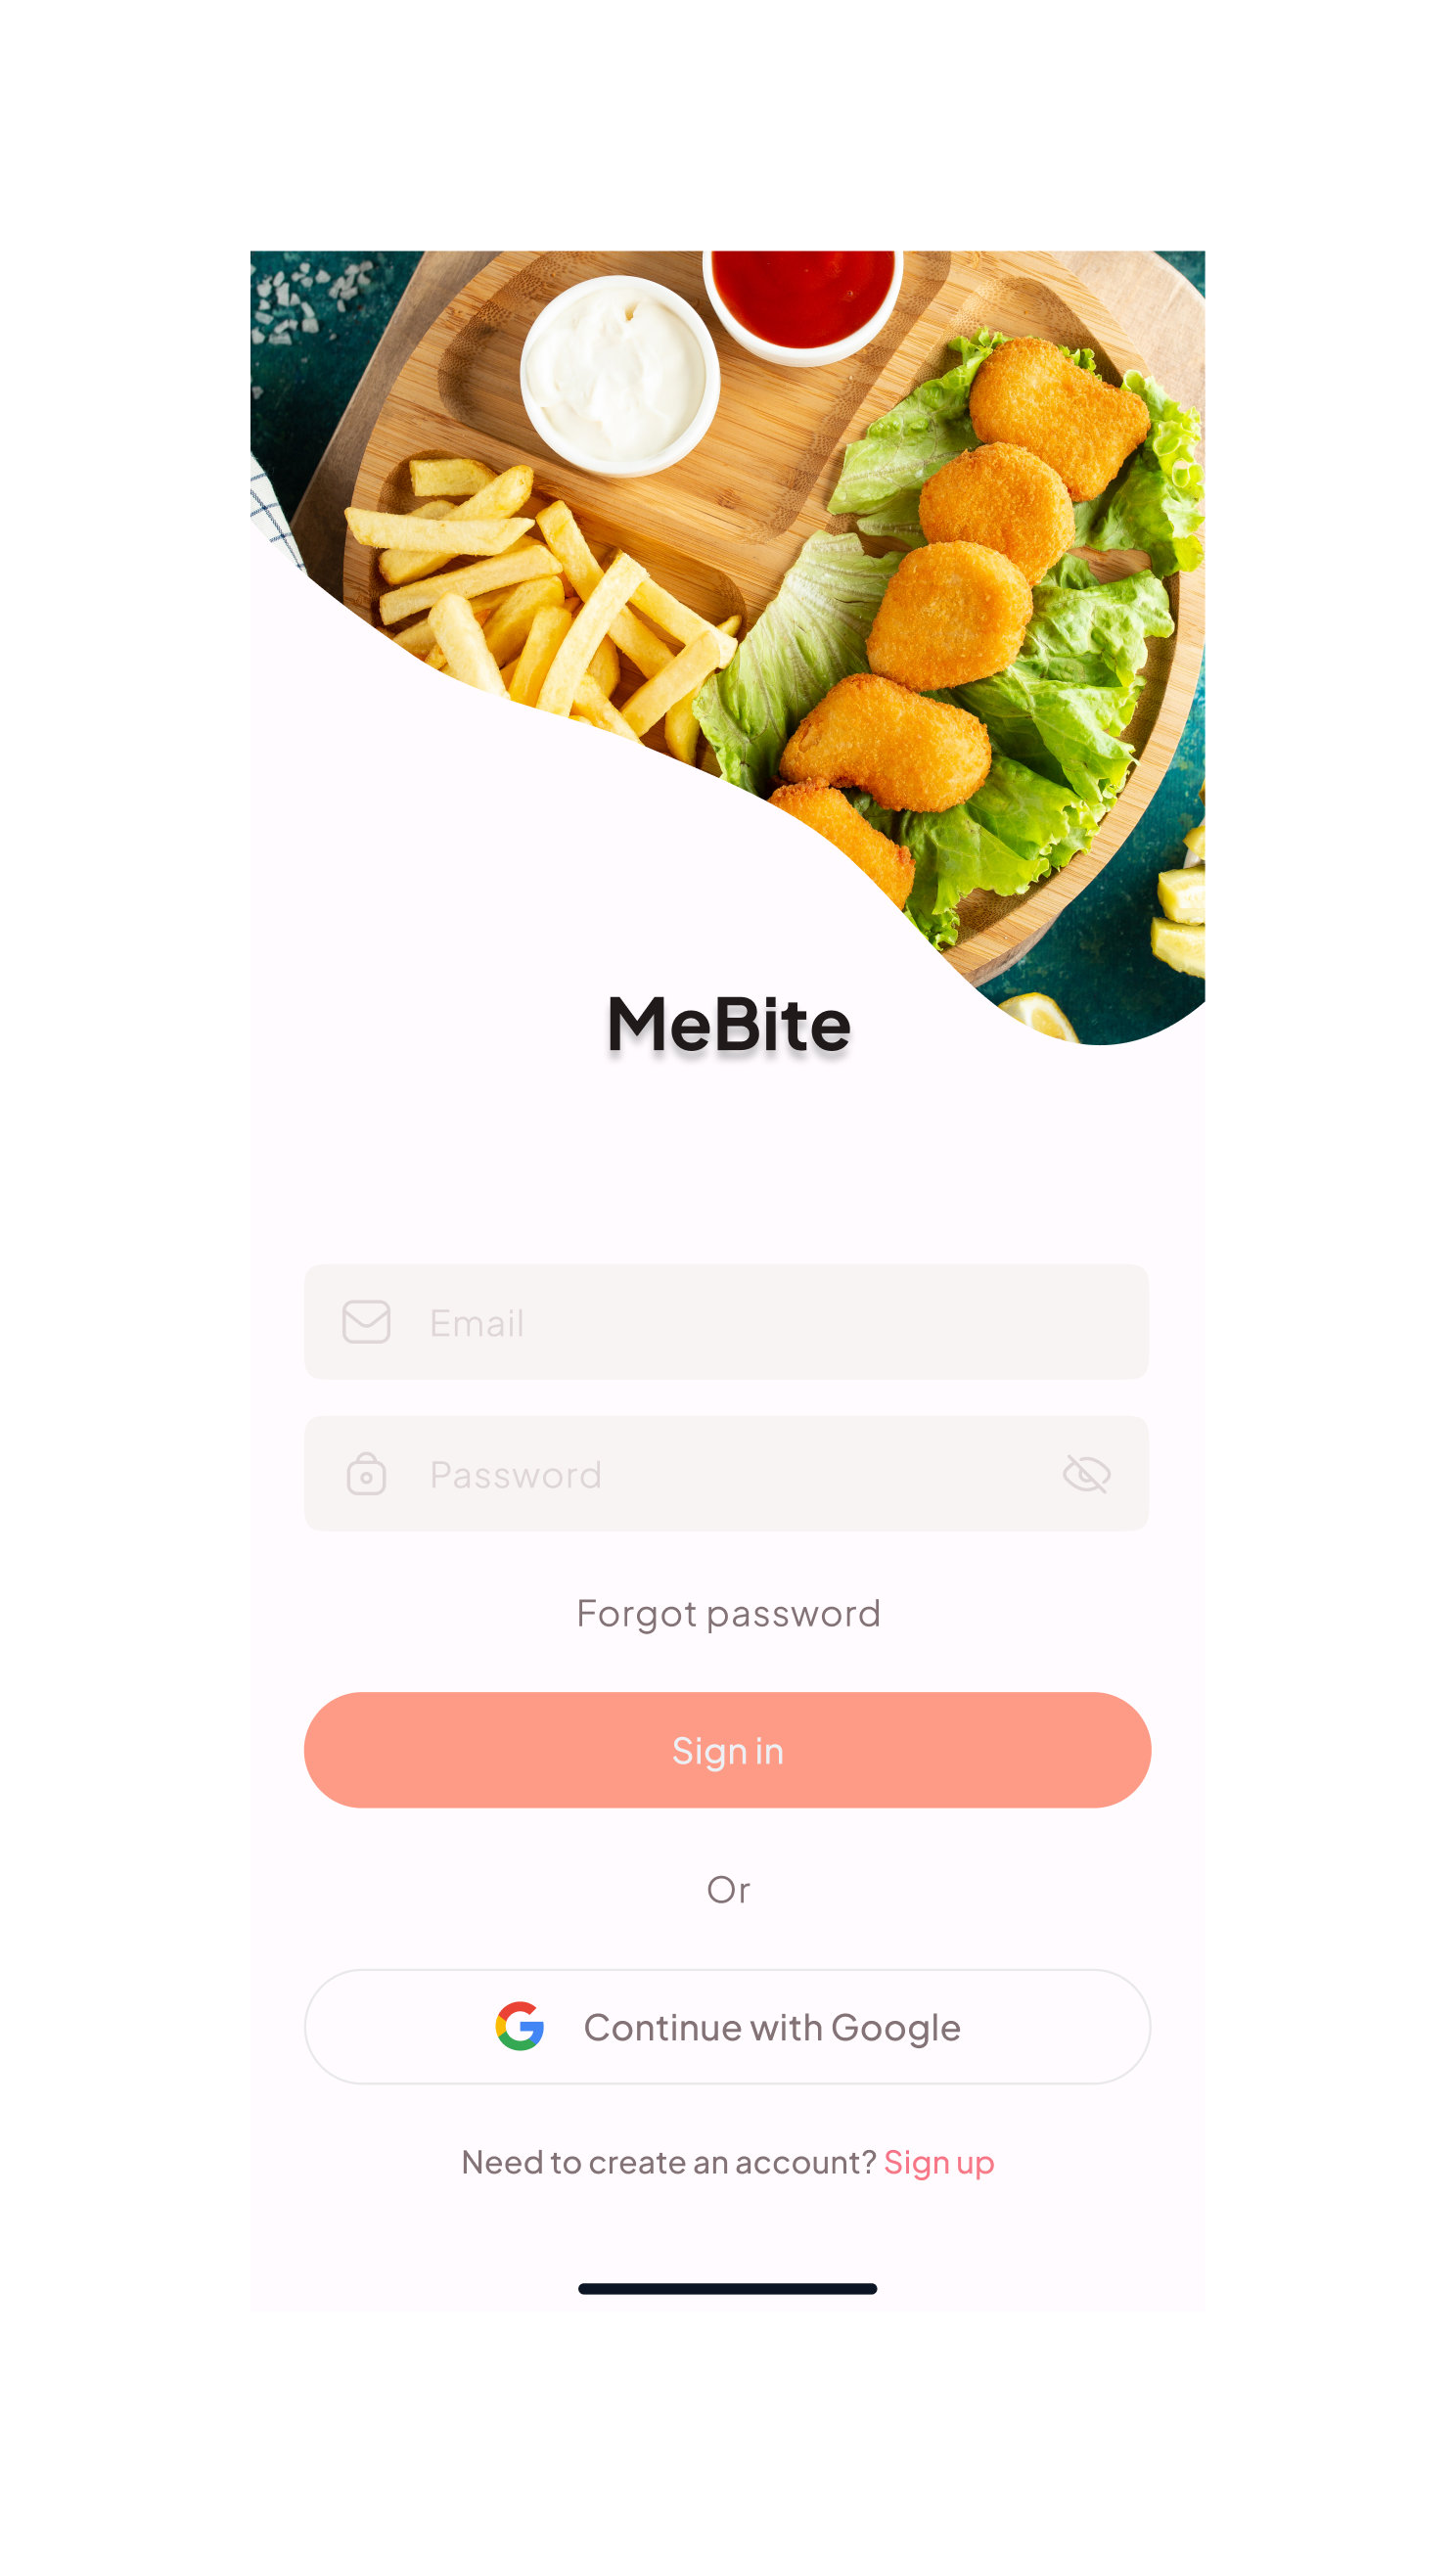 MeBite
Email
Password
Forgot password
Sign in
Or
Continue with Google
Need to create an account? Sign up